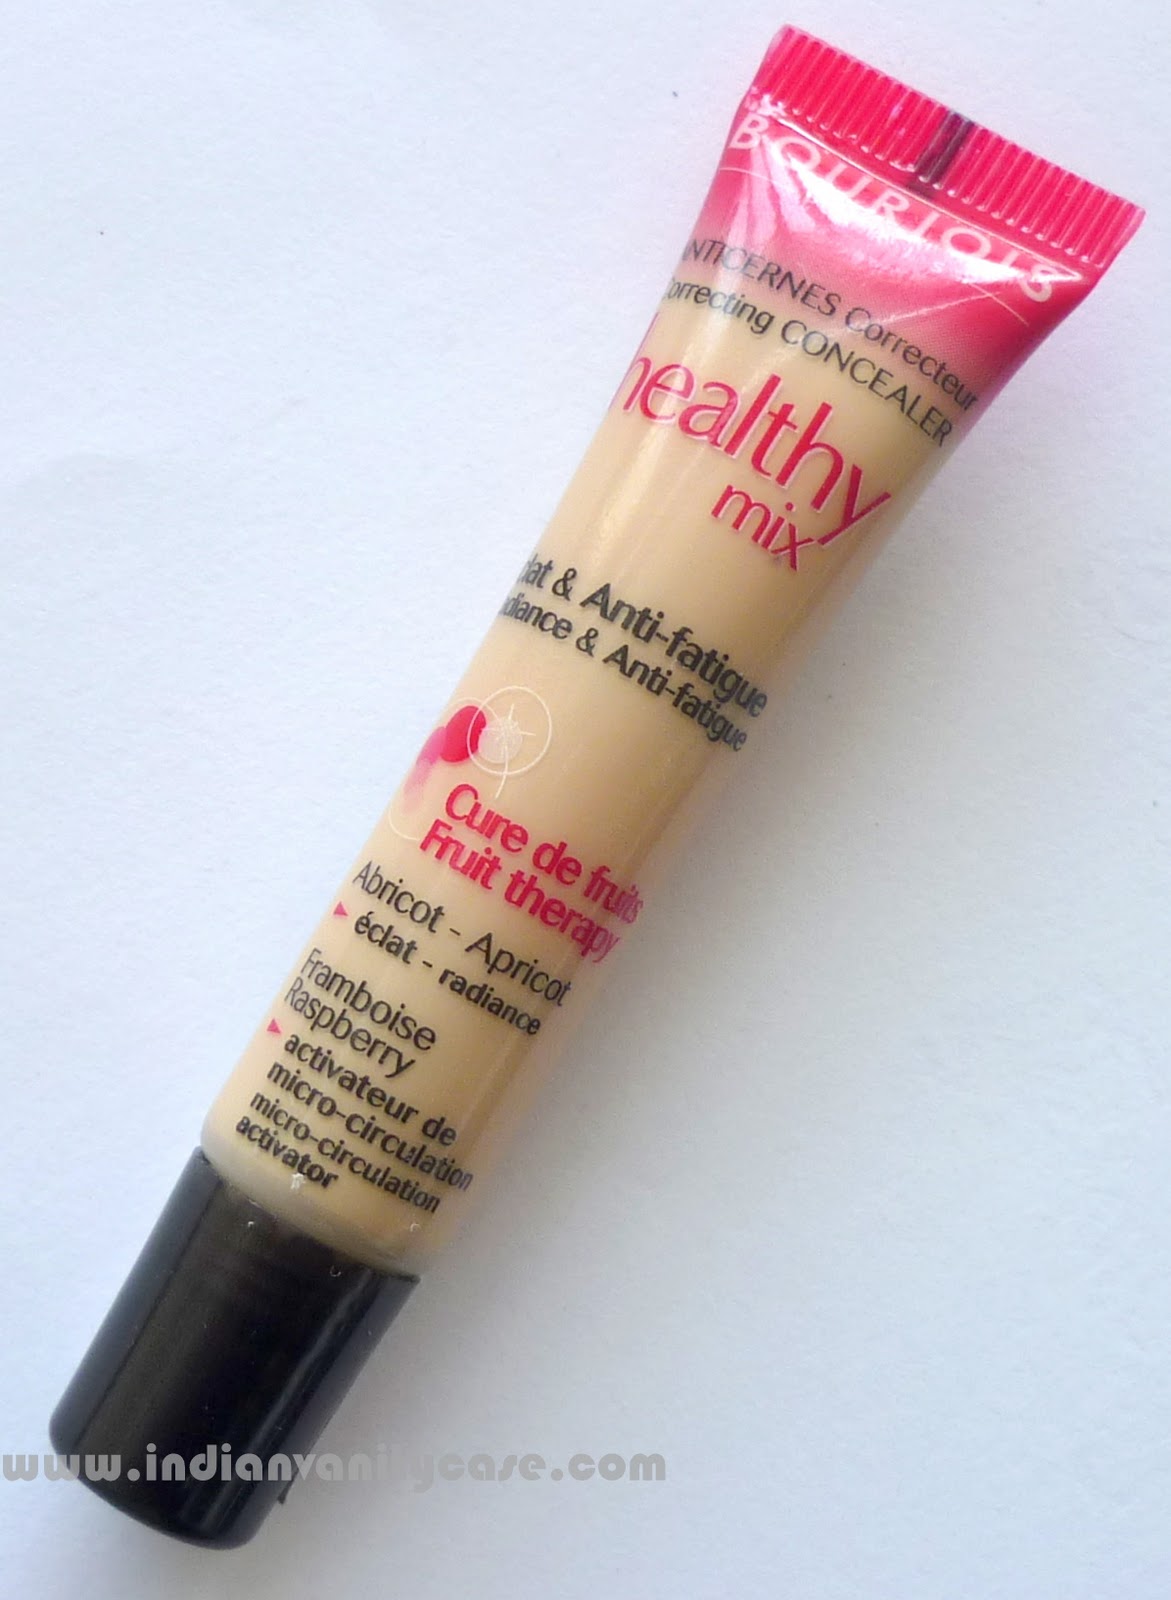 BOURJOIS
ANTICERNES Correcteur
Correcting CONCEALER
healthy
mix
clat & Anti-fatigue
adiance & Anti-fatigue
Cure de fruits
Fruit therapy
Abricot - Apricot
éclat - radiance
Framboise
Raspberry
activateur de
micro-circulation
micro-circulation
activator
www.indianvanitycase.com